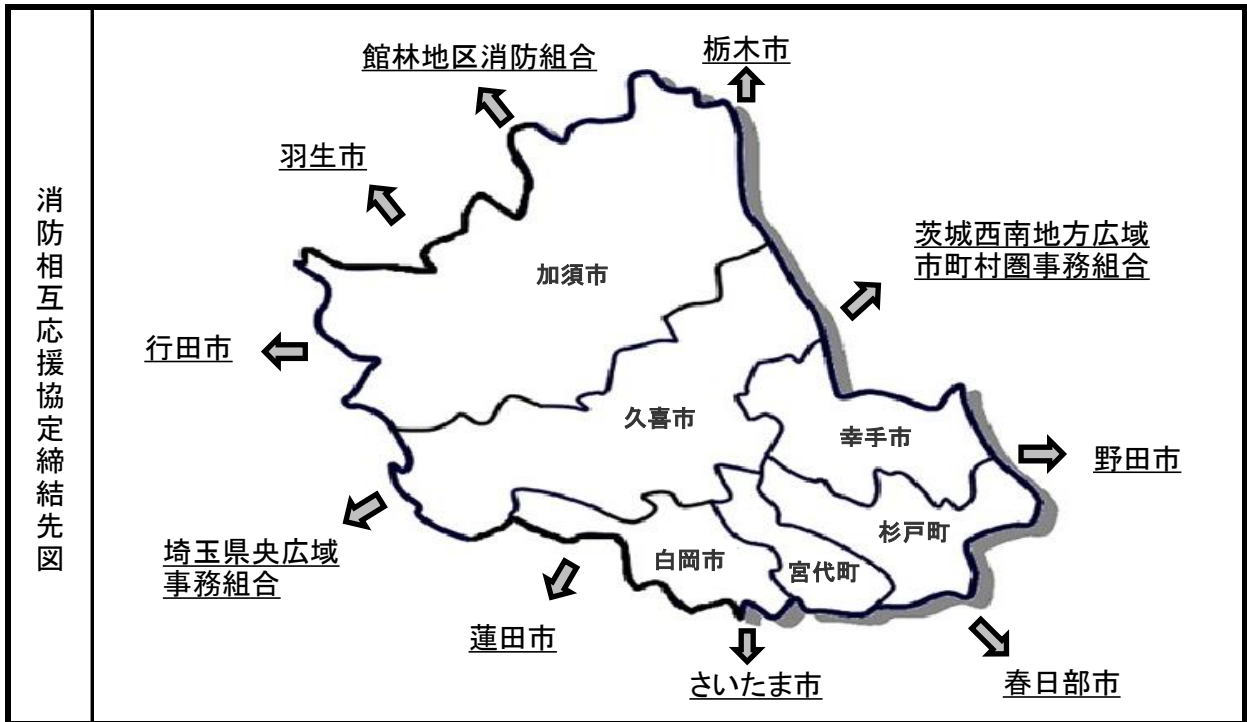 消防相互応援協定締結先図
館林地区消防組合
栃木市
羽生市
茨城西南地方広域
市町村圏事務組合
加須市
行田市
久喜市
幸手市
野田市
杉戸町
埼玉県央広域
事務組合
白岡市
宮代町
蓮田市
さいたま市
春日部市